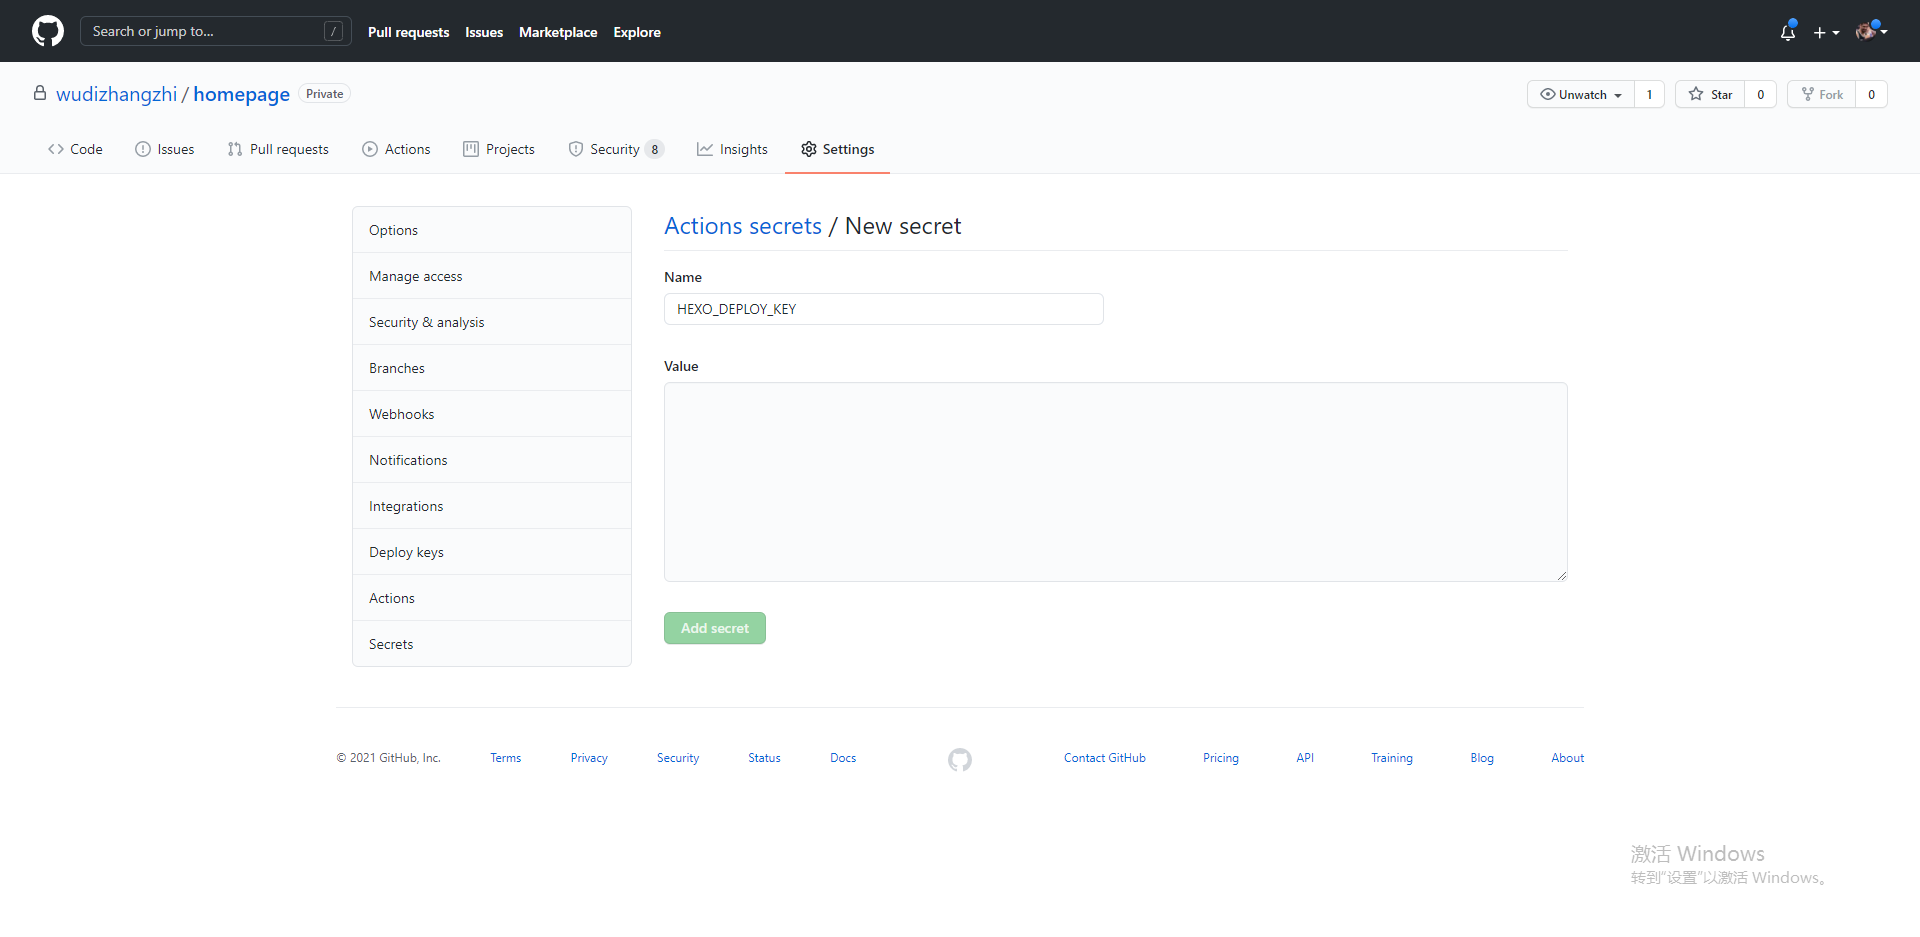 Search or jump to... /
Pull requests Issues Marketplace Explore
wudizhangzhi / homepage Private
Unwatch 1 Star 0 Fork 0
Code Issues Pull requests Actions Projects Security 8 Insights Settings
Options
Manage access
Security & analysis
Branches
Webhooks
Notifications
Integrations
Deploy keys
Actions
Secrets
Actions secrets / New secret
Name
HEXO_DEPLOY_KEY
Value
Add secret
© 2021 GitHub, Inc. Terms Privacy Security Status Docs Contact GitHub Pricing API Training Blog About
激活 Windows
转到"设置"以激活 Windows。